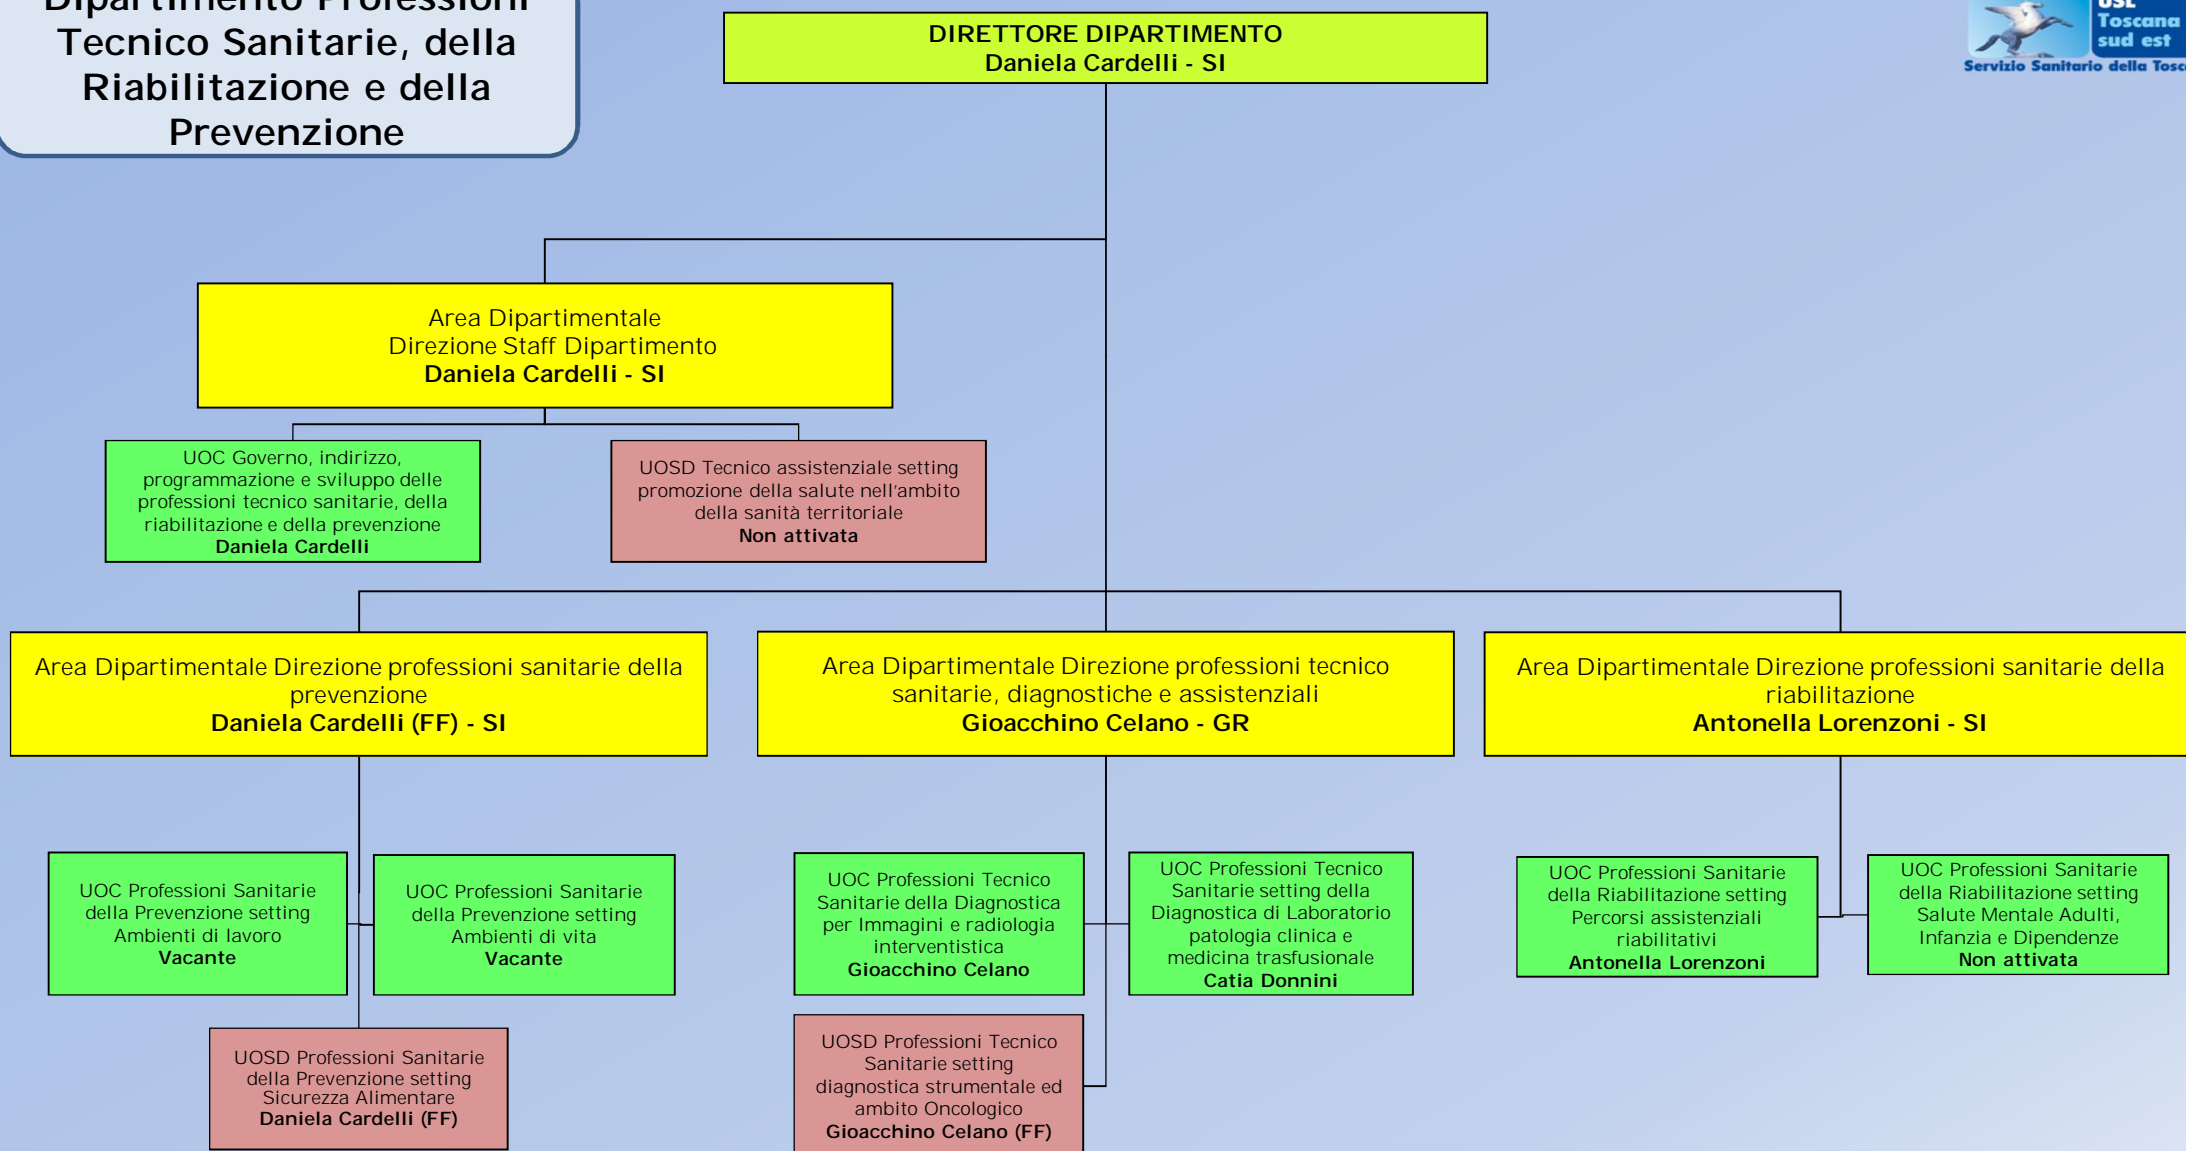 Dipartimento Professioni
Tecnico Sanitarie, della
Riabilitazione e della
Prevenzione
DIRETTORE DIPARTIMENTO
Daniela Cardelli - SI
USL
Toscana
sud est
Servizio Sanitario della
Area Dipartimentale
Direzione Staff Dipartimento
Daniela Cardelli - SI
UOC Governo, indirizzo,
programmazione e sviluppo delle
professioni tecnico sanitarie, della
riabilitazione e della prevenzione
Daniela Cardelli
UOSD Tecnico assistenziale setting
promozione della salute nell'ambito
della sanità territoriale
Non attivata
Area Dipartimentale Direzione professioni sanitarie della
prevenzione
Daniela Cardelli (FF) - SI
Area Dipartimentale Direzione professioni tecnico
sanitarie, diagnostiche e assistenziali
Gioacchino Celano - GR
Area Dipartimentale Direzione professioni sanitarie della
riabilitazione
Antonella Lorenzoni - SI
UOC Professioni Sanitarie
della Prevenzione setting
Ambienti di lavoro
Vacante
UOC Professioni Sanitarie
della Prevenzione setting
Ambienti di vita
Vacante
UOC Professioni Tecnico
Sanitarie della Diagnostica
per Immagini e radiologia
interventistica
Gioacchino Celano
UOC Professioni Tecnico
Sanitarie setting della
Diagnostica di Laboratorio
patologia clinica e
medicina trasfusionale
Catia Donnini
UOC Professioni Sanitarie
della Riabilitazione setting
Percorsi assistenziali
riabilitativi
Antonella Lorenzoni
UOC Professioni Sanitarie
della Riabilitazione setting
Salute Mentale Adulti,
Infanzia e Dipendenze
Non attivata
UOSD Professioni Sanitarie
della Prevenzione setting
Sicurezza Alimentare
Daniela Cardelli (FF)
UOSD Professioni Tecnico
Sanitarie setting
diagnostica strumentale ed
ambito Oncologico
Gioacchino Celano (FF)